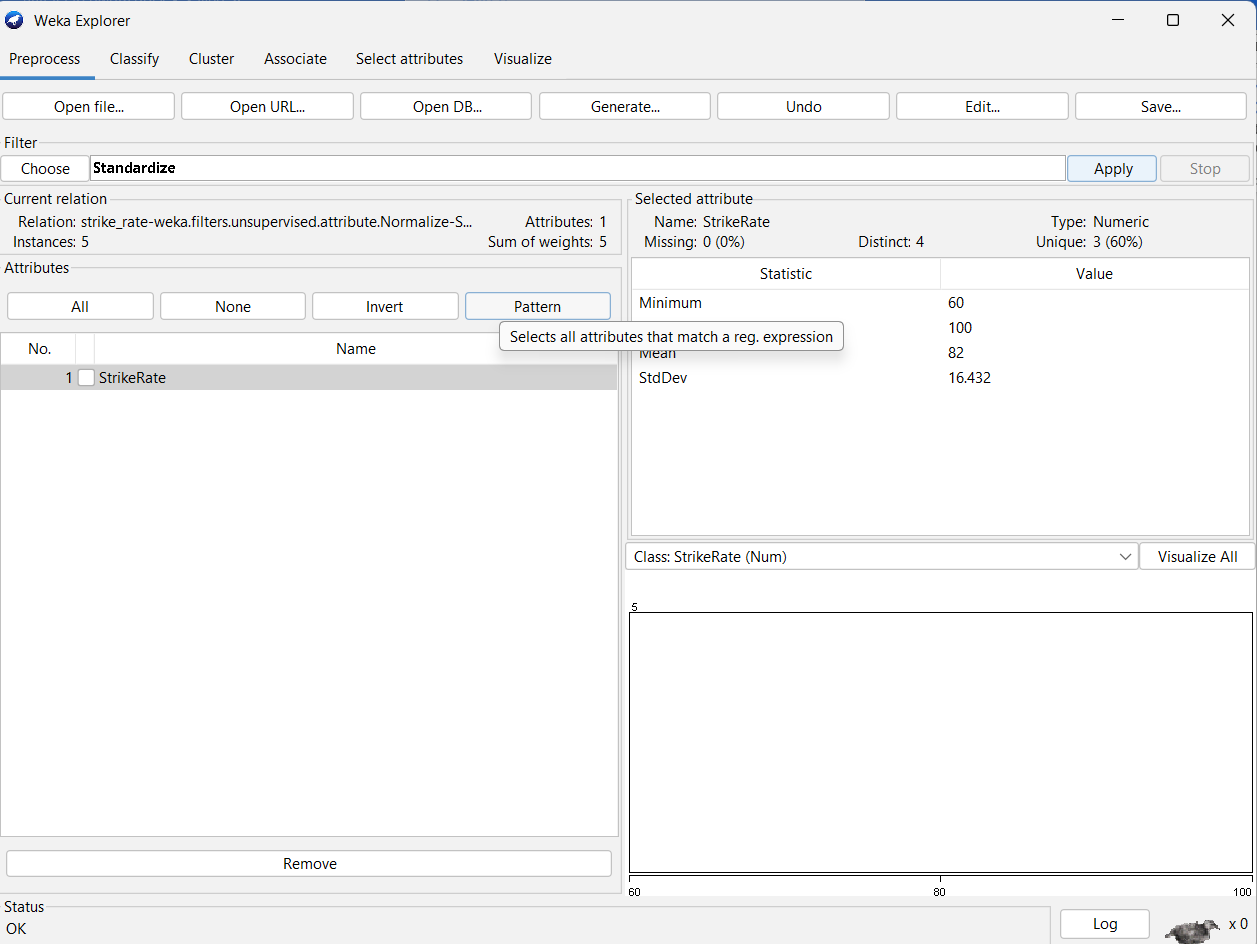 Weka Explorer
Preprocess Classify Cluster Associate Select attributes Visualize
Open file... Open URL... Open DB... Generate... Undo Edit... Save...
Filter
Choose Standardize Apply Stop
Current relation
Relation: strike_rate-weka.filters.unsupervised.attribute.Normalize-S... Attributes: 1
Instances: 5 Sum of weights: 5
Selected attribute
Name: StrikeRate Type: Numeric
Missing: 0 (0%) Distinct: 4 Unique: 3 (60%)
Attributes
All None Invert Pattern
Selects all attributes that match a reg. expression
No. Name
1 StrikeRate
Statistic Value
Minimum 60
100
Mean 82
StdDev 16.432
Class: StrikeRate (Num) Visualize All
5
60 80 100
Remove
Status
OK
Log x 0